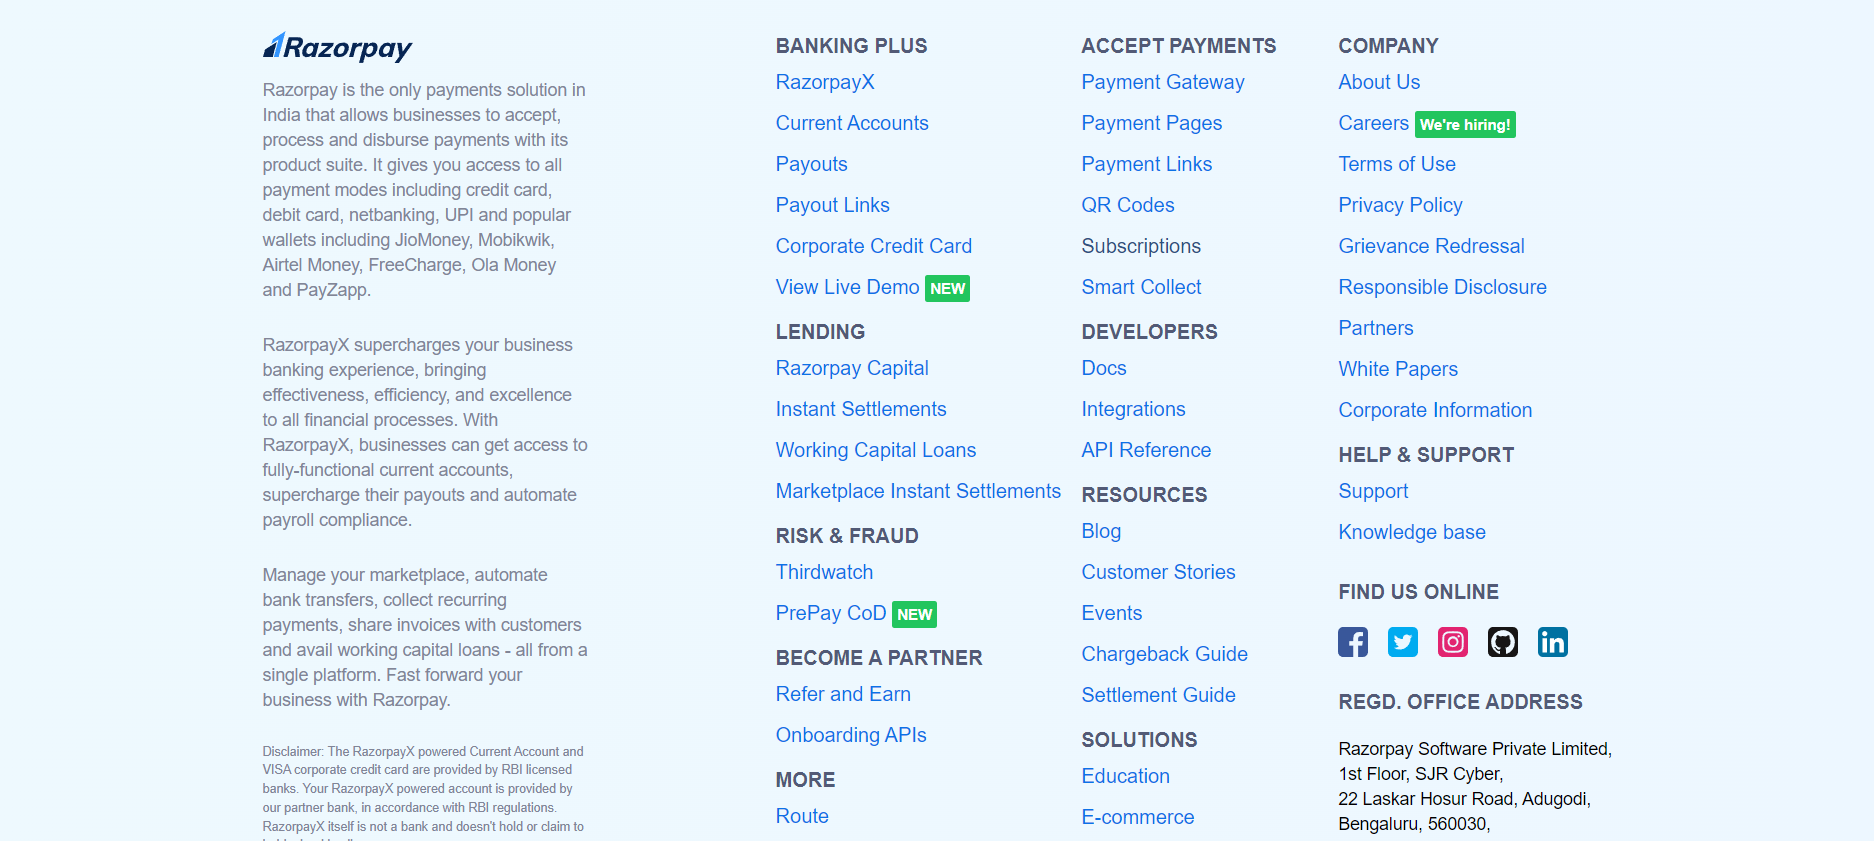 Razorpay
Razorpay is the only payments solution in
India that allows businesses to accept,
process and disburse payments with its
product suite. It gives you access to all
payment modes including credit card,
debit card, netbanking, UPI and popular
wallets including JioMoney, Mobikwik,
Airtel Money, FreeCharge, Ola Money
and PayZapp.
RazorpayX supercharges your business
banking experience, bringing
effectiveness, efficiency, and excellence
to all financial processes. With
RazorpayX, businesses can get access to
fully-functional current accounts,
supercharge their payouts and automate
payroll compliance.
Manage your marketplace, automate
bank transfers, collect recurring
payments, share invoices with customers
and avail working capital loans - all from a
single platform. Fast forward your
business with Razorpay.
Disclaimer: The RazorpayX powered Current Account and
VISA corporate credit card are provided by RBI licensed
banks. Your RazorpayX powered account is provided by
our partner bank, in accordance with RBI regulations.
RazorpayX itself is not a bank and doesn't hold or claim to
BANKING PLUS
RazorpayX
Current Accounts
Payouts
Payout Links
Corporate Credit Card
View Live Demo NEW
LENDING
Razorpay Capital
Instant Settlements
Working Capital Loans
Marketplace Instant Settlements
RISK & FRAUD
Thirdwatch
PrePay CoD NEW
BECOME A PARTNER
Refer and Earn
Onboarding APIs
MORE
Route
ACCEPT PAYMENTS
Payment Gateway
Payment Pages
Payment Links
QR Codes
Subscriptions
Smart Collect
DEVELOPERS
Docs
Integrations
API Reference
RESOURCES
Blog
Customer Stories
Events
Chargeback Guide
Settlement Guide
SOLUTIONS
Education
E-commerce
COMPANY
About Us
Careers We're hiring!
Terms of Use
Privacy Policy
Grievance Redressal
Responsible Disclosure
Partners
White Papers
Corporate Information
HELP & SUPPORT
Support
Knowledge base
FIND US ONLINE
REGD. OFFICE ADDRESS
Razorpay Software Private Limited,
1st Floor, SJR Cyber,
22 Laskar Hosur Road, Adugodi,
Bengaluru, 560030,